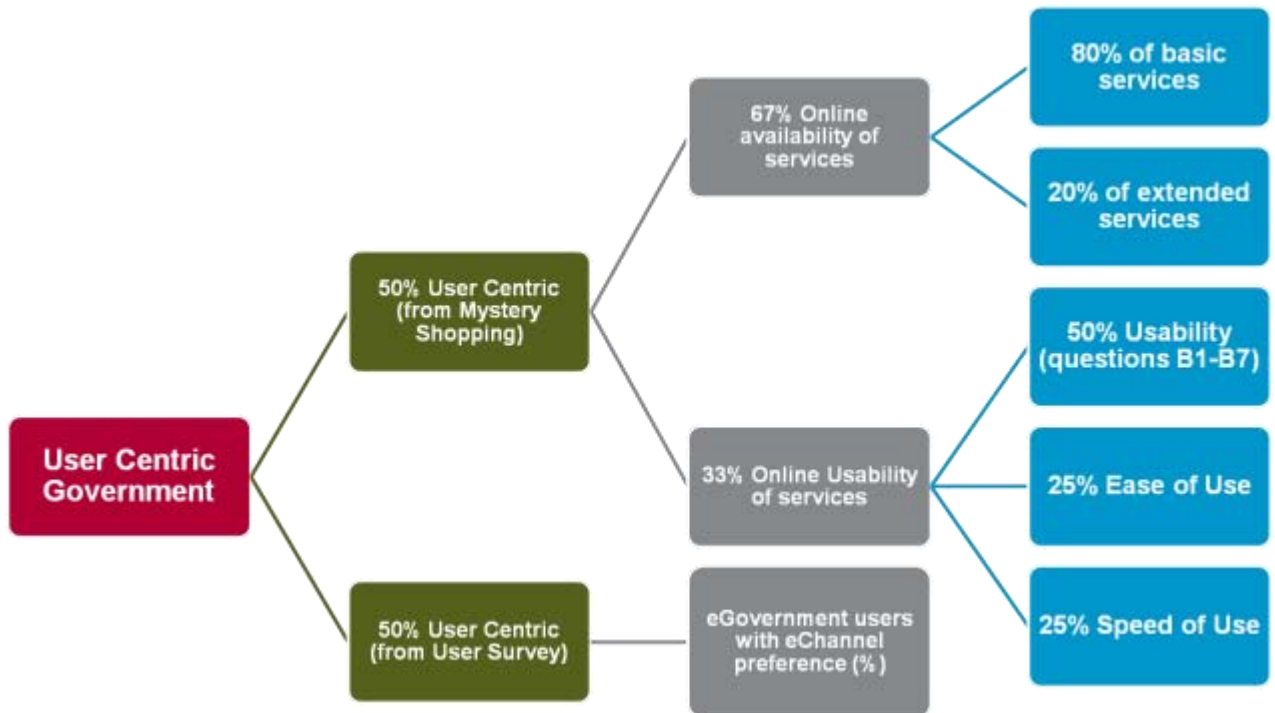 User Centric
Government
50% User Centric
(from Mystery
Shopping)
50% User Centric
(from User Survey)
67% Online
availability of
services
33% Online Usability
of services
eGovernment users
with eChannel
preference (%)
80% of basic
services
20% of extended
services
50% Usability
(questions B1-B7)
25% Ease of Use
25% Speed of Use